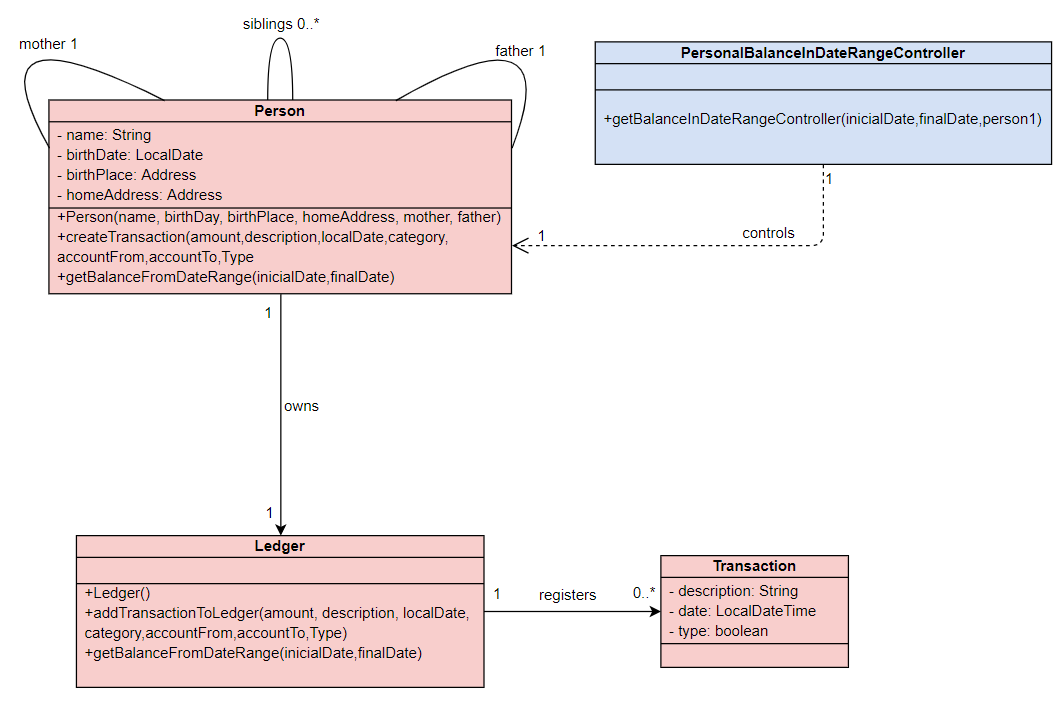 siblings 0..*
mother 1
father 1
Person
- name: String
- birthDate: LocalDate
- birthPlace: Address
- homeAddress: Address
+Person(name, birthDay, birthPlace, homeAddress, mother, father)
+createTransaction(amount,description,localDate,category,
accountFrom,accountTo,Type
+getBalanceFromDateRange(inicialDate,finalDate)
PersonalBalanceInDateRangeController
+getBalanceInDateRangeController(inicialDate,finalDate,person1)
1
controls
1
1
owns
1
Ledger
+Ledger()
+addTransactionToLedger(amount, description, localDate,
category,accountFrom,accountTo,Type)
+getBalanceFromDateRange(inicialDate,finalDate)
1
registers
0..*
Transaction
- description: String
- date: LocalDateTime
- type: boolean